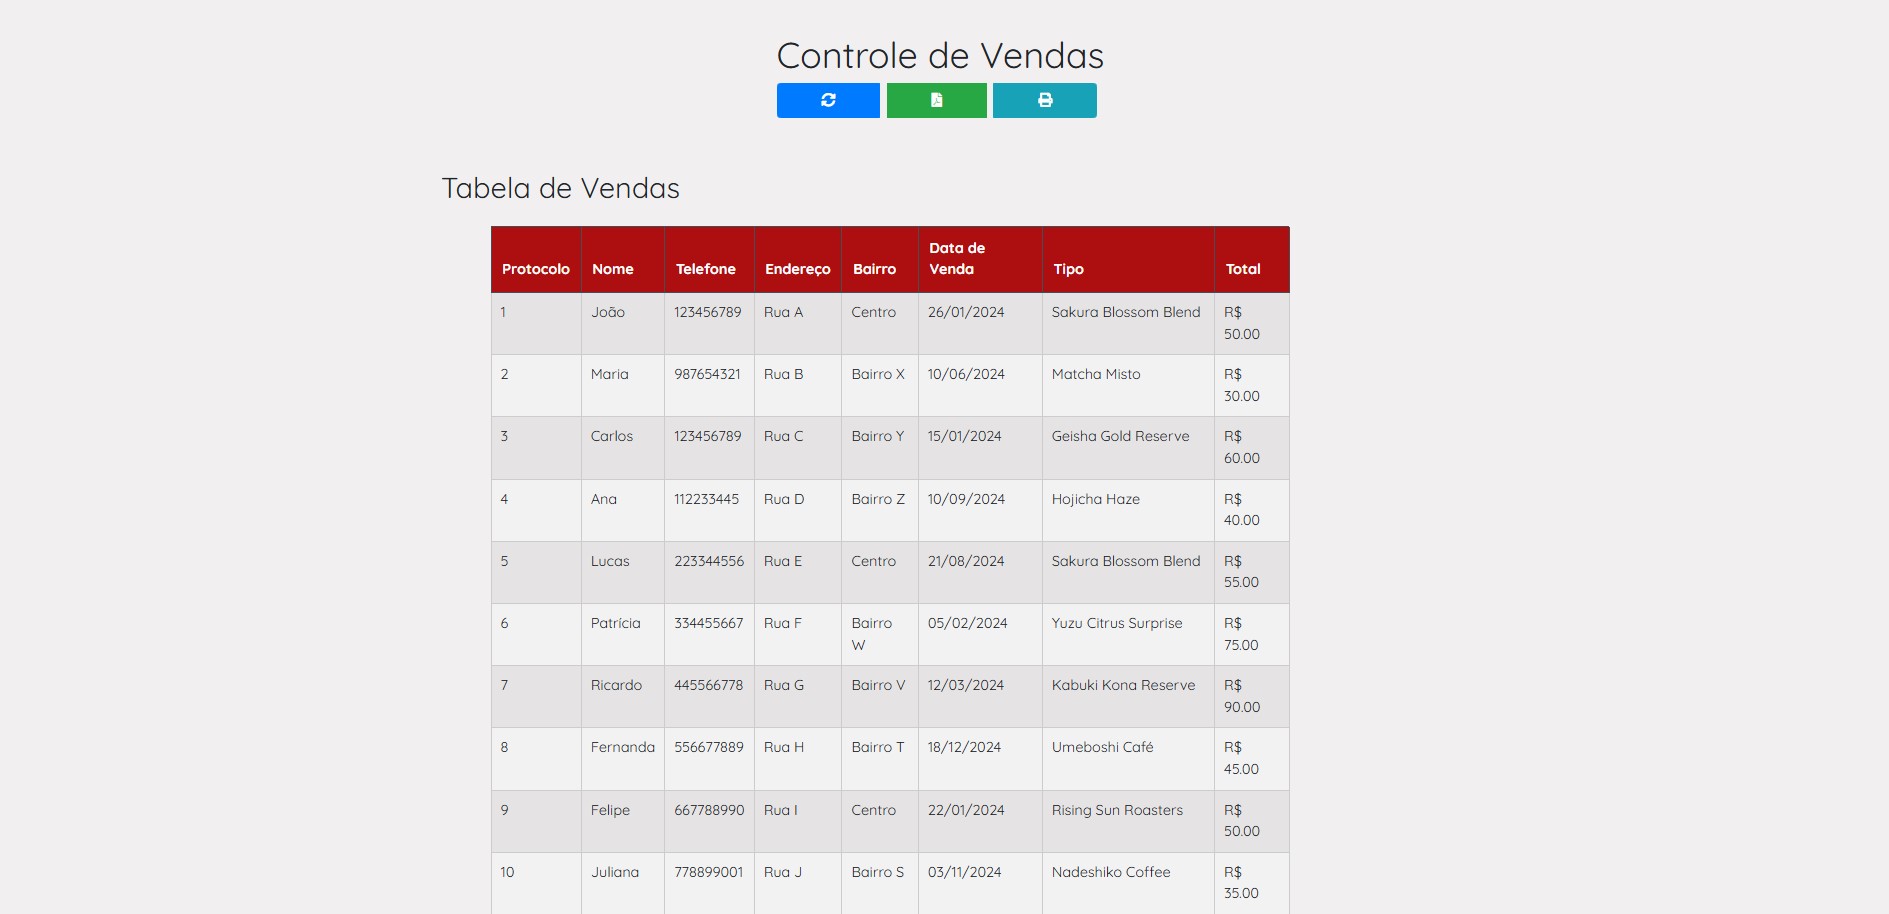 Controle de Vendas
Tabela de Vendas
Protocolo Nome Telefone Endereço Bairro Data de Venda Tipo Total
1 João 123456789 Rua A Centro 26/01/2024 Sakura Blossom Blend R$ 50.00
2 Maria 987654321 Rua B Bairro X 10/06/2024 Matcha Misto R$ 30.00
3 Carlos 123456789 Rua C Bairro Y 15/01/2024 Geisha Gold Reserve R$ 60.00
4 Ana 112233445 Rua D Bairro Z 10/09/2024 Hojicha Haze R$ 40.00
5 Lucas 223344556 Rua E Centro 21/08/2024 Sakura Blossom Blend R$ 55.00
6 Patrícia 334455667 Rua F Bairro W 05/02/2024 Yuzu Citrus Surprise R$ 75.00
7 Ricardo 445566778 Rua G Bairro V 12/03/2024 Kabuki Kona Reserve R$ 90.00
8 Fernanda 556677889 Rua H Bairro T 18/12/2024 Umeboshi Café R$ 45.00
9 Felipe 667788990 Rua I Centro 22/01/2024 Rising Sun Roasters R$ 50.00
10 Juliana 778899001 Rua J Bairro S 03/11/2024 Nadeshiko Coffee R$ 35.00